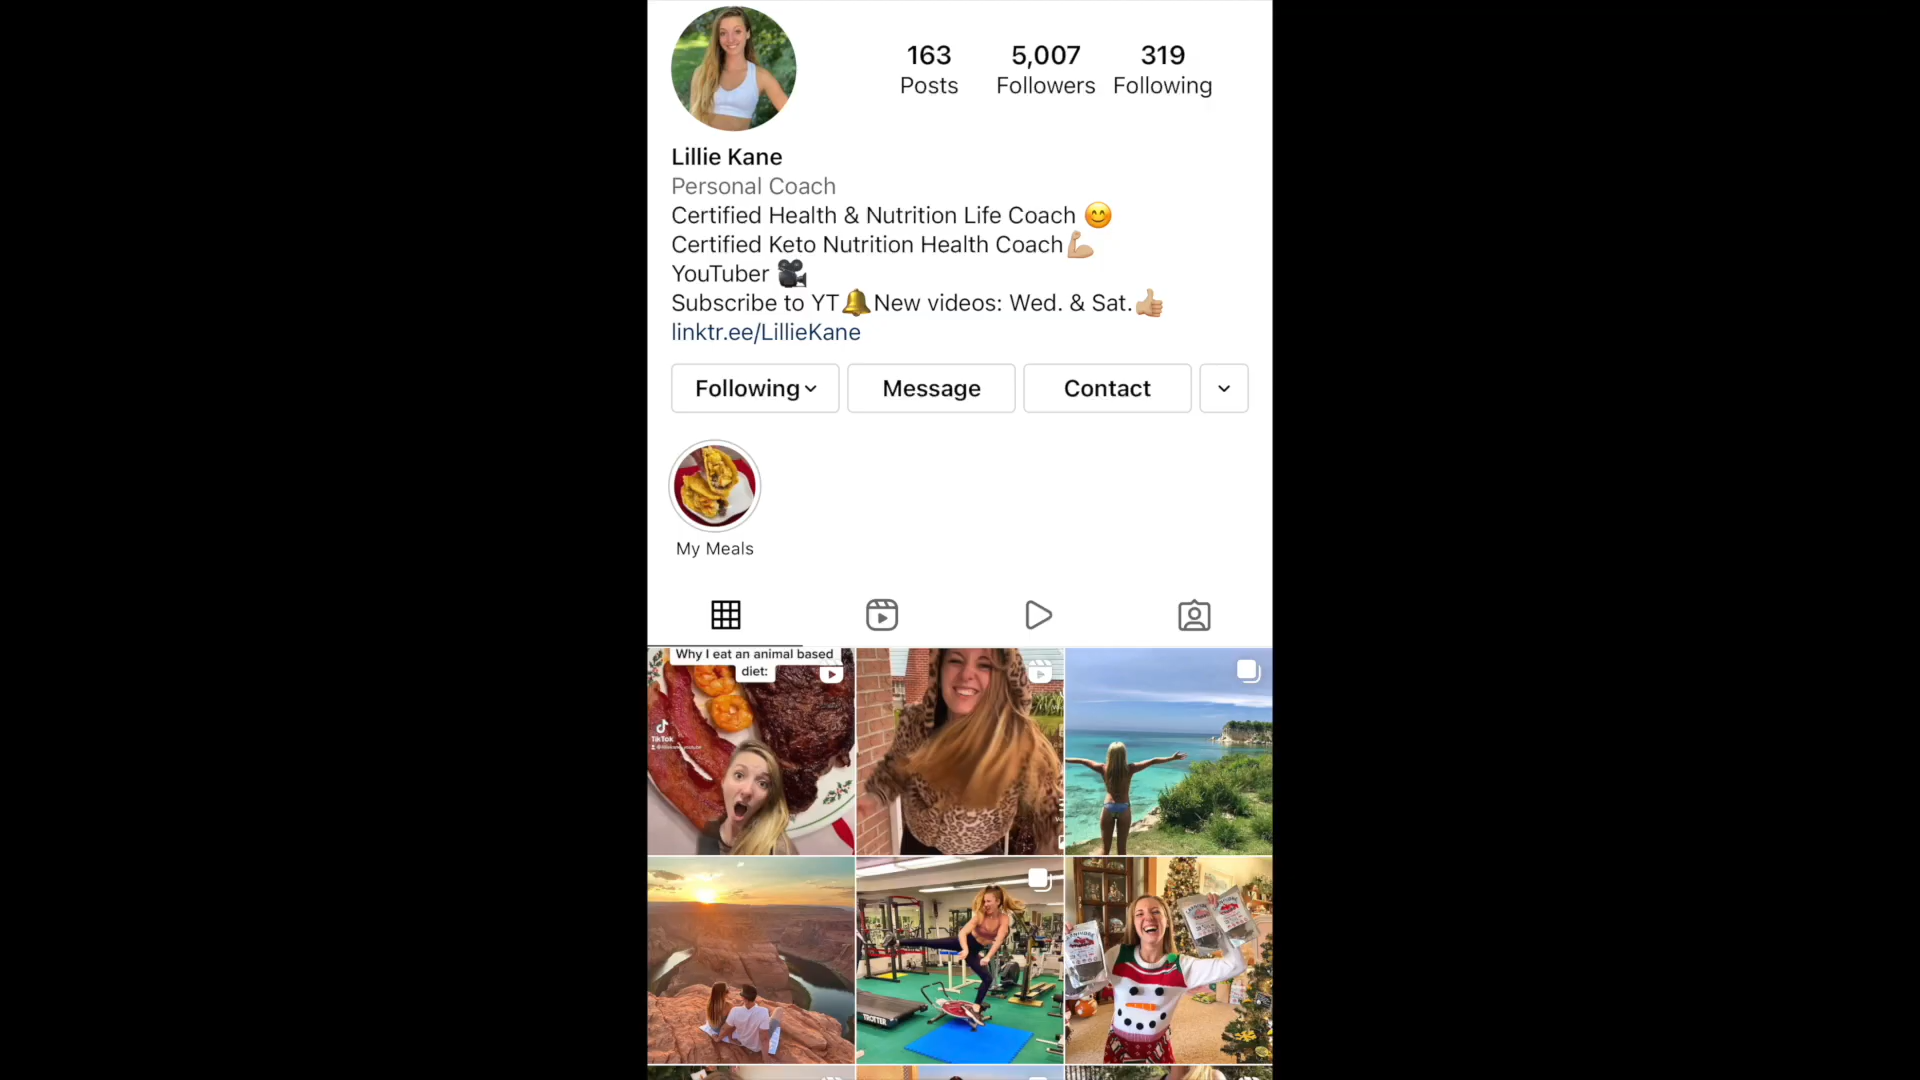 163 5,007 319
Posts Followers Following
Lillie Kane
Personal Coach
Certified Health & Nutrition Life Coach 😊
Certified Keto Nutrition Health Coach💪🏼
YouTuber 🎥
Subscribe to YT🔔New videos: Wed. & Sat.👍🏼
linktr.ee/LillieKane
Following Message Contact
My Meals
Why I eat an animal based
diet:
TikTok
TROTTER